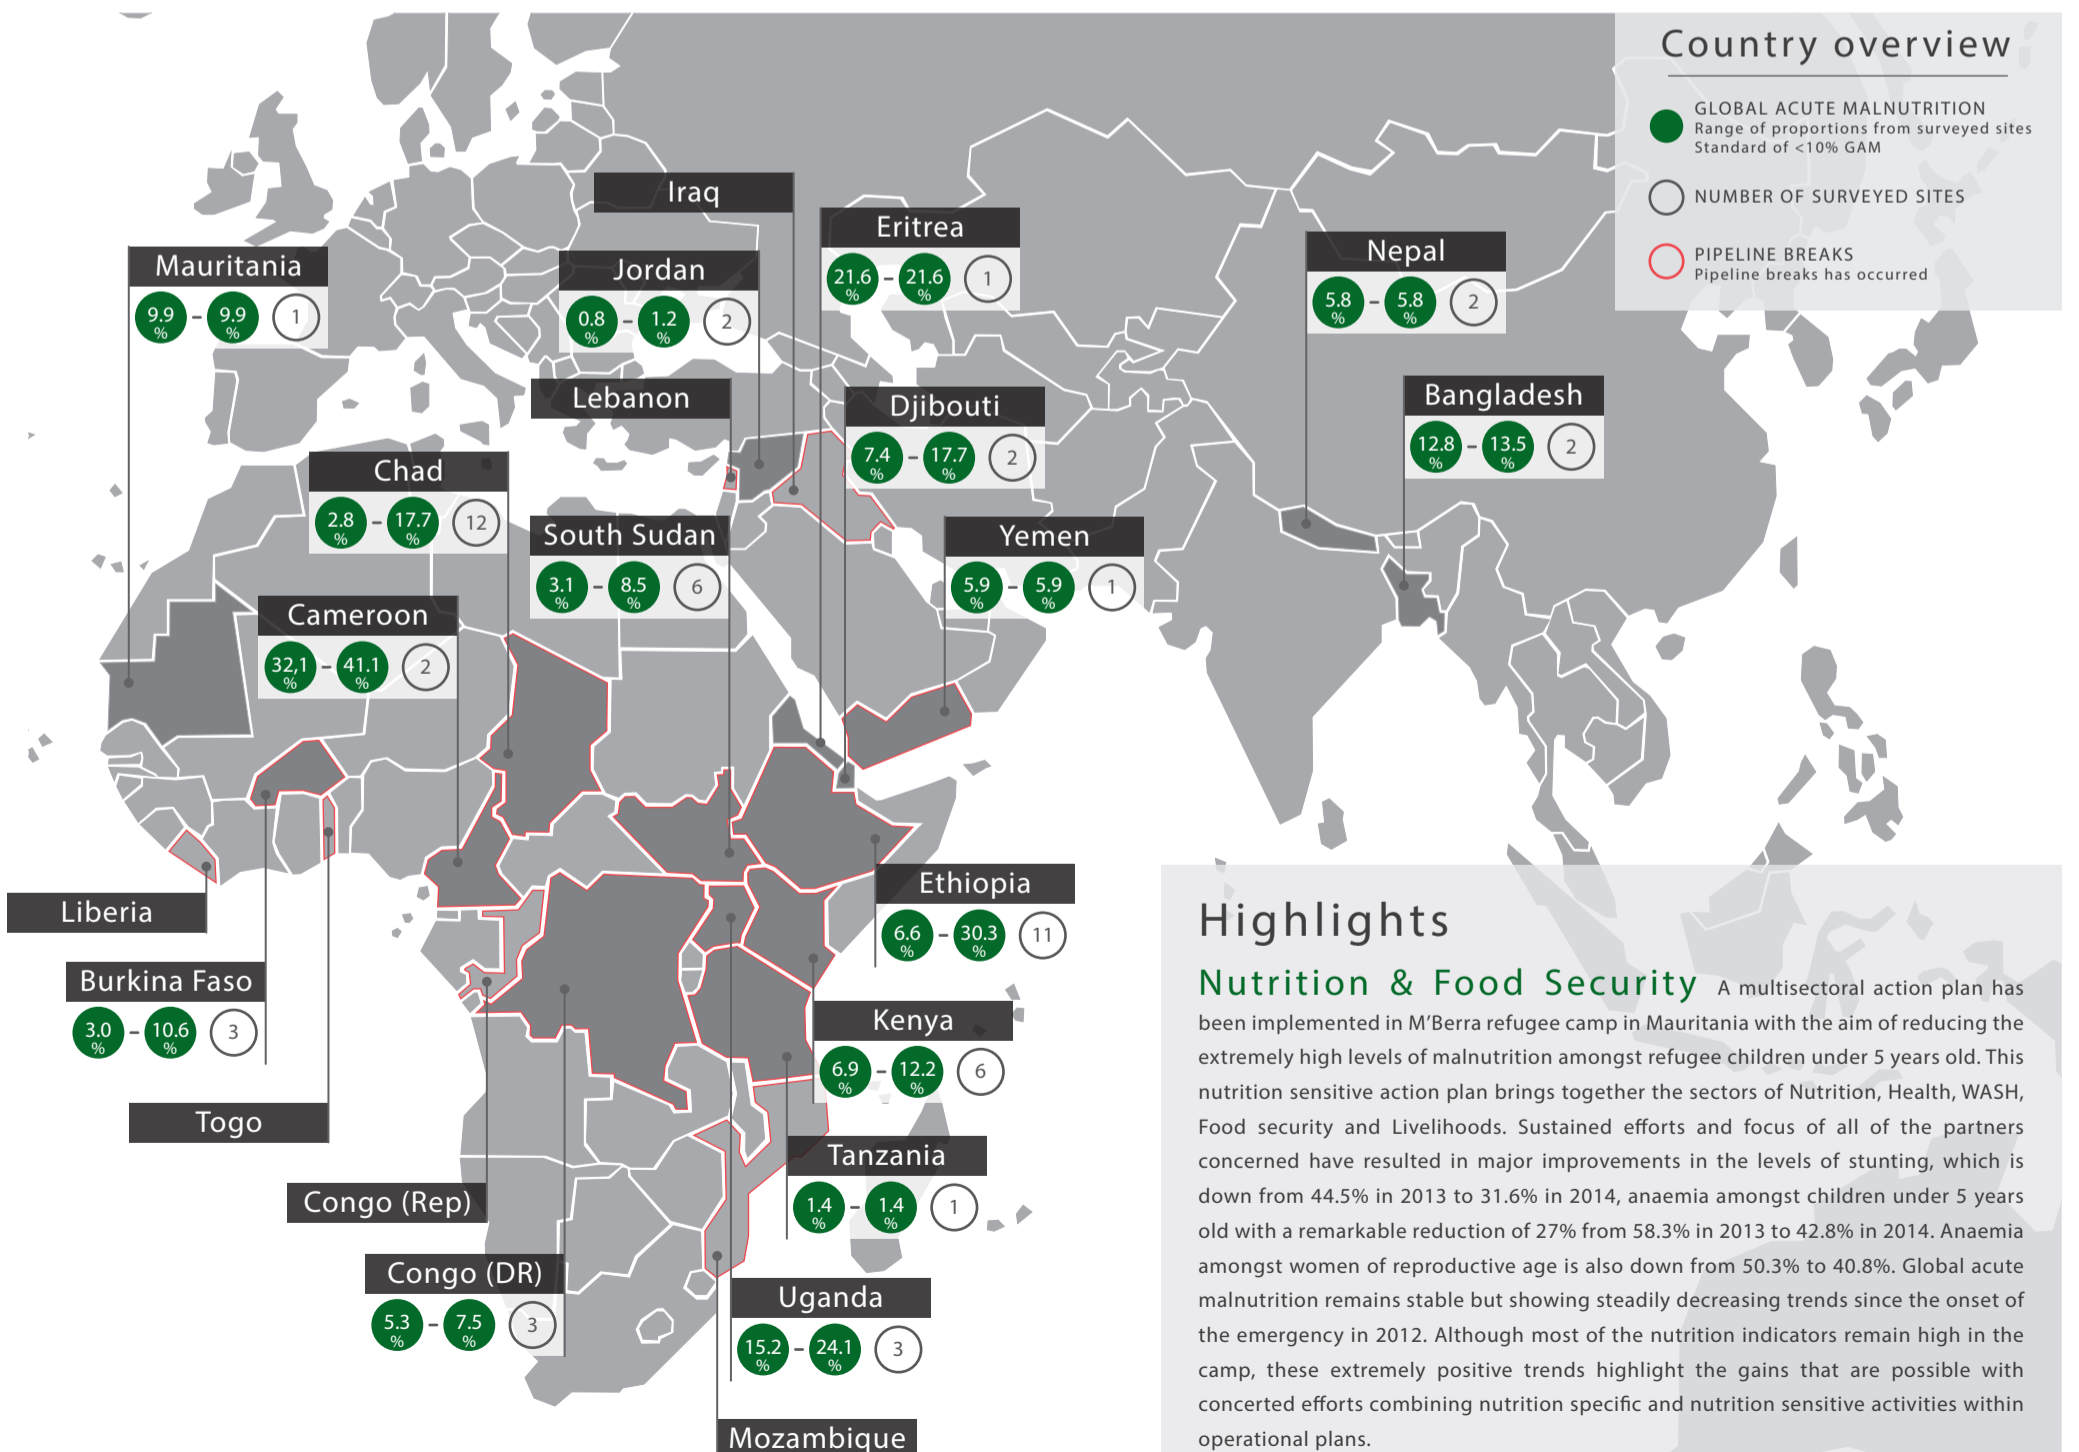 Country overview
GLOBAL ACUTE MALNUTRITION
Range of proportions from surveyed sites
Standard of <10% GAM
NUMBER OF SURVEYED SITES
PIPELINE BREAKS
Pipeline breaks has occurred
Iraq
Eritrea
21.6 % – 21.6 % 1
Nepal
5.8 % – 5.8 % 2
Mauritania
9.9 % – 9.9 % 1
Jordan
0.8 % – 1.2 % 2
Lebanon
Djibouti
7.4 % – 17.7 % 2
Bangladesh
12.8 % – 13.5 % 2
Chad
2.8 % – 17.7 % 12
South Sudan
3.1 % – 8.5 % 6
Yemen
5.9 % – 5.9 % 1
Cameroon
32,1 % – 41.1 % 2
Ethiopia
6.6 % – 30.3 % 11
Liberia
Burkina Faso
3.0 % – 10.6 % 3
Kenya
6.9 % – 12.2 % 6
Togo
Tanzania
1.4 % – 1.4 % 1
Congo (Rep)
Congo (DR)
5.3 % – 7.5 % 3
Uganda
15.2 % – 24.1 % 3
Mozambique
Highlights
Nutrition & Food Security A multisectoral action plan has
been implemented in M'Berra refugee camp in Mauritania with the aim of reducing the
extremely high levels of malnutrition amongst refugee children under 5 years old. This
nutrition sensitive action plan brings together the sectors of Nutrition, Health, WASH,
Food security and Livelihoods. Sustained efforts and focus of all of the partners
concerned have resulted in major improvements in the levels of stunting, which is
down from 44.5% in 2013 to 31.6% in 2014, anaemia amongst children under 5 years
old with a remarkable reduction of 27% from 58.3% in 2013 to 42.8% in 2014. Anaemia
amongst women of reproductive age is also down from 50.3% to 40.8%. Global acute
malnutrition remains stable but showing steadily decreasing trends since the onset of
the emergency in 2012. Although most of the nutrition indicators remain high in the
camp, these extremely positive trends highlight the gains that are possible with
concerted efforts combining nutrition specific and nutrition sensitive activities within
operational plans.